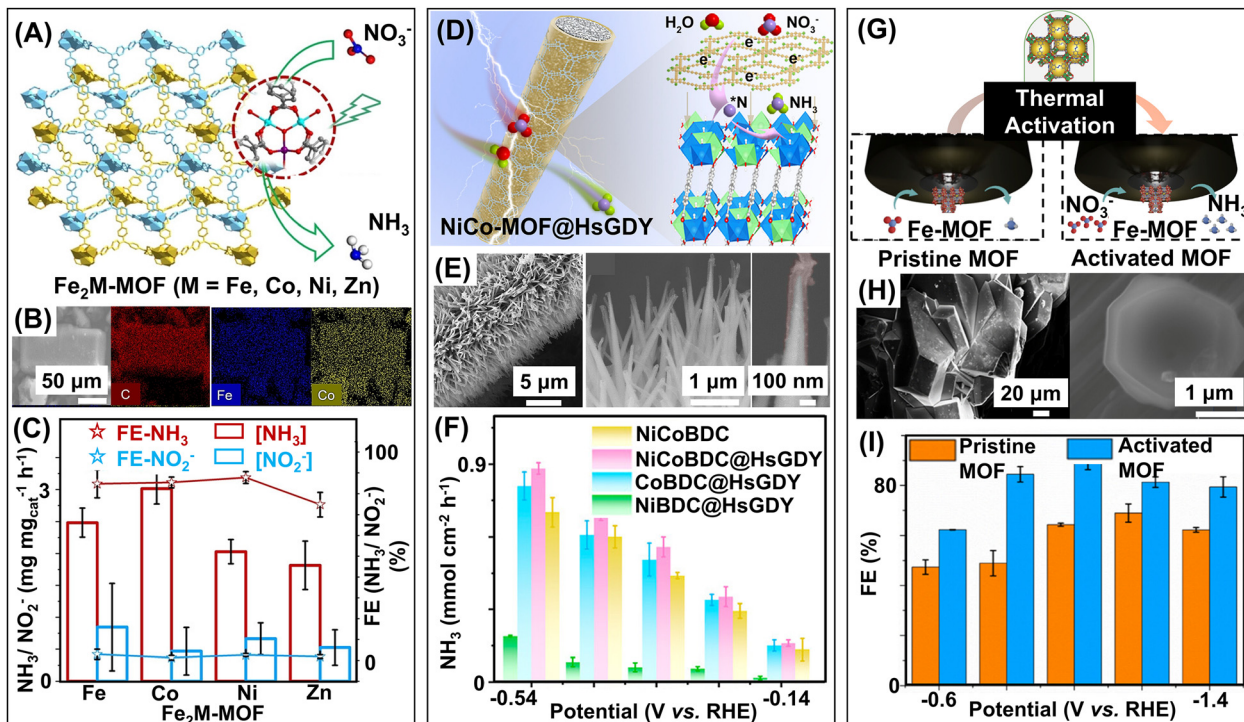 (A)
NO3-
NH3
Fe2M-MOF (M = Fe, Co, Ni, Zn)
(B)
50 μm
C
Fe
Co
(C)
FE-NH3
[NH3]
FE-NO2-
[NO2-]
100
3
0
0
NH3/ NO2- (mg mgcat-1 h-1)
FE (NH3/ NO2-)
(%)
Fe
Co
Ni
Zn
Fe2M-MOF
(D)
H2O
NO3-
e-
e-
e-
e-
*N
NH3
NiCo-MOF@HsGDY
(E)
5 μm
1 μm
100 nm
(F)
NiCoBDC
NiCoBDC@HsGDY
CoBDC@HsGDY
NiBDC@HsGDY
0.9
0
NH3 (mmol cm-2 h-1)
-0.54
-0.14
Potential (V vs. RHE)
(G)
Thermal
Activation
NO3-
NH3
Fe-MOF
Fe-MOF
Pristine MOF
Activated MOF
(H)
20 μm
1 μm
(I)
Pristine
MOF
Activated
MOF
80
0
FE (%)
-0.6
-1.4
Potential (V vs. RHE)